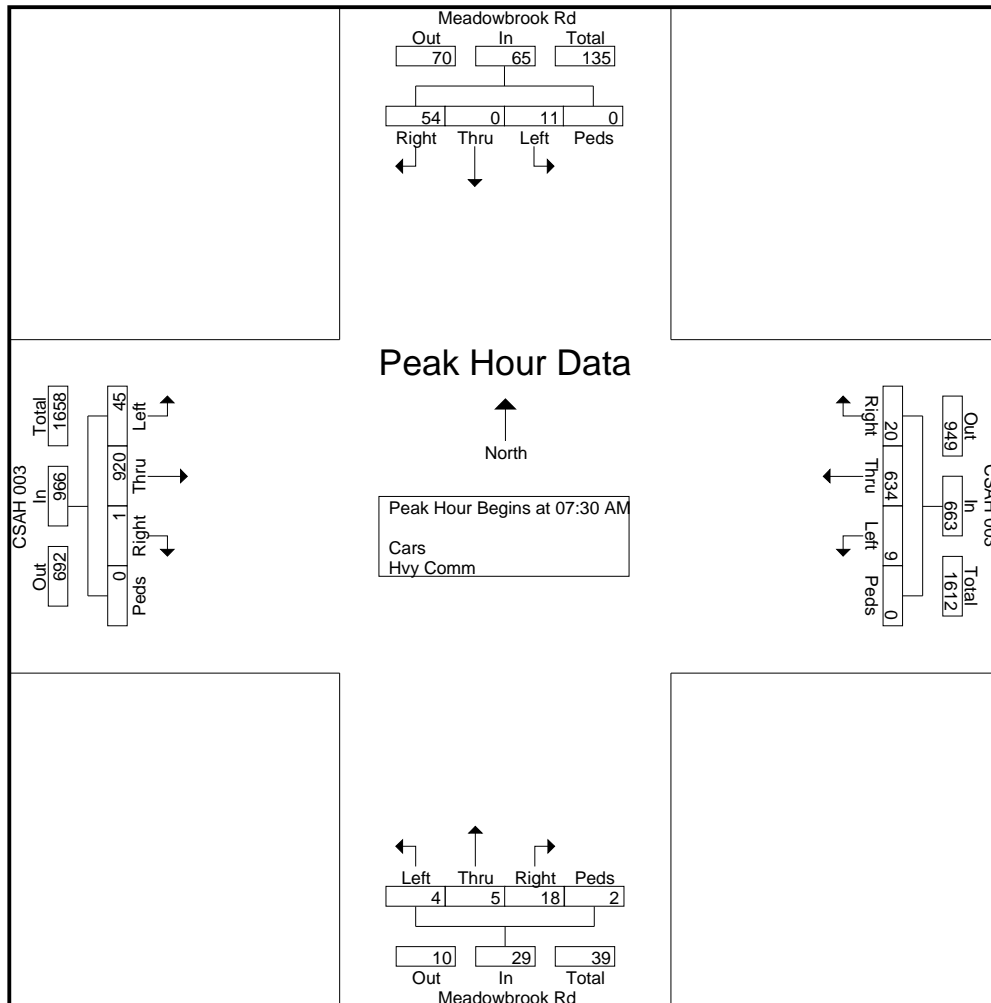 Meadowbrook Rd
Out In Total
70 65 135
54 0 11 0
Right Thru Left Peds
Peak Hour Data
North
Peak Hour Begins at 07:30 AM
Cars
Hvy Comm
CSAH 003
Total In Out
1658 966 692
45 920 1 0
Left Thru Right Peds
CSAH 003
Out In Total
949 663 1612
20 634 9 0
Right Thru Left Peds
Left Thru Right Peds
4 5 18 2
10 29 39
Out In Total
Meadowbrook Rd